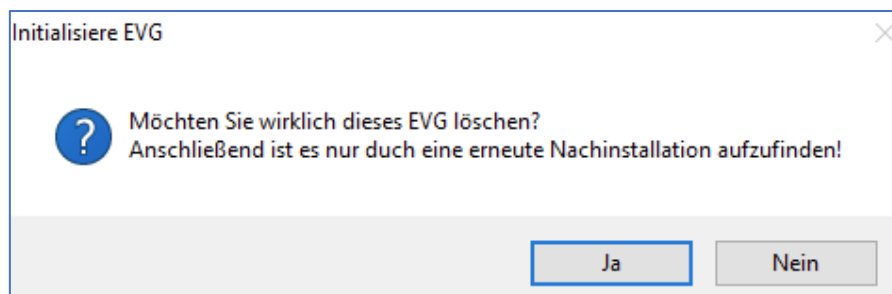 Initialisiere EVG
Möchten Sie wirklich dieses EVG löschen?
Anschließend ist es nur duch eine erneute Nachinstallation aufzufinden!
Ja
Nein